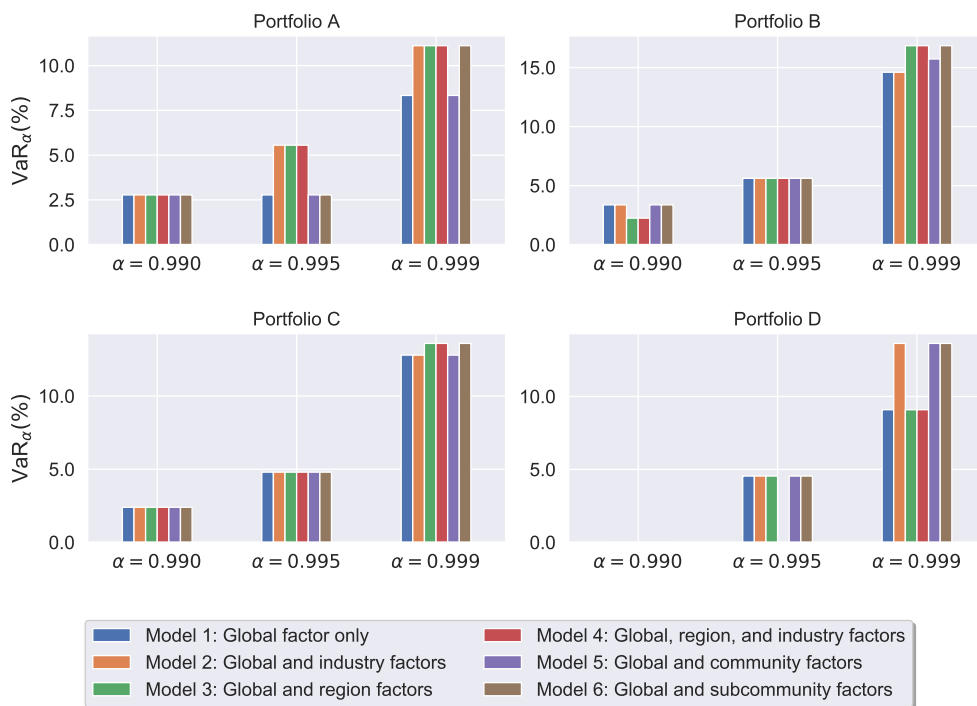 Portfolio A
Portfolio B
VaRα(%)
10.0
7.5
5.0
2.5
0.0
α = 0.990
α = 0.995
α = 0.999
15.0
10.0
5.0
0.0
α = 0.990
α = 0.995
α = 0.999
Portfolio C
Portfolio D
VaRα(%)
10.0
5.0
0.0
α = 0.990
α = 0.995
α = 0.999
10.0
5.0
0.0
α = 0.990
α = 0.995
α = 0.999
Model 1: Global factor only
Model 2: Global and industry factors
Model 3: Global and region factors
Model 4: Global, region, and industry factors
Model 5: Global and community factors
Model 6: Global and subcommunity factors